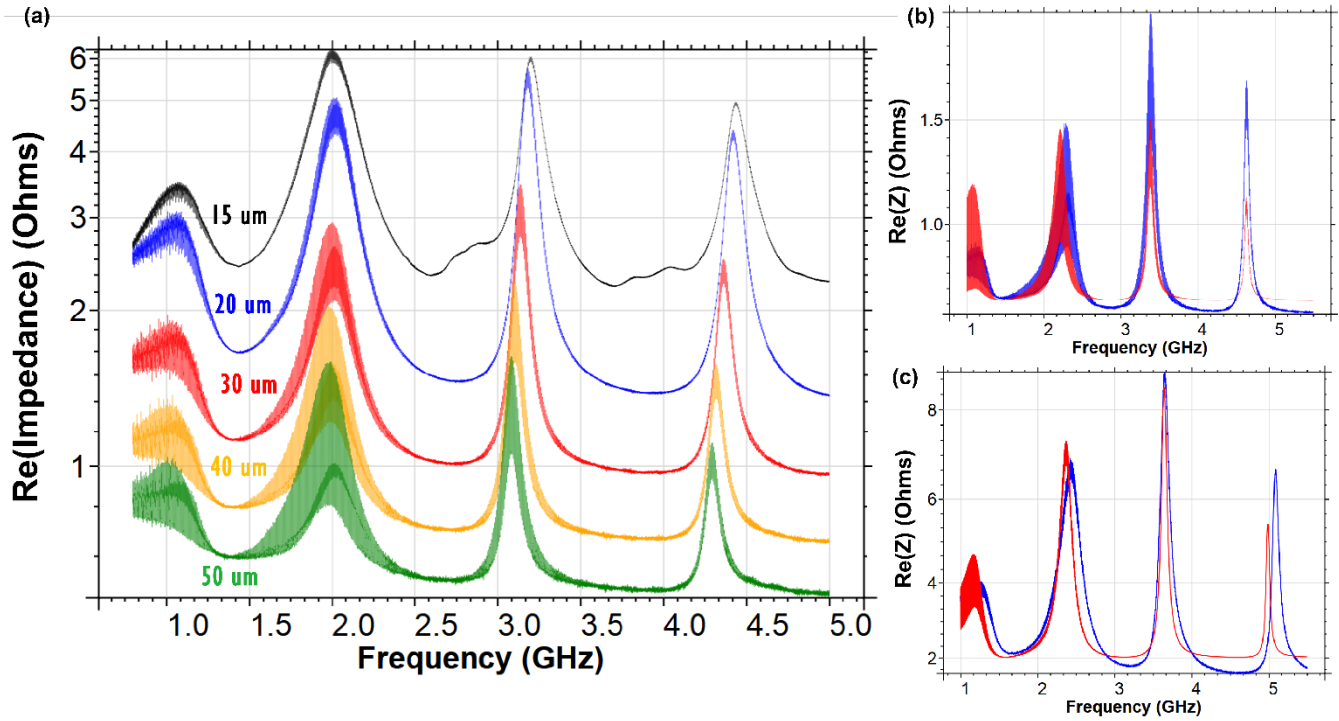 (a)
Re(Impedance) (Ohms)
6
5
4
3
2
1
15 um
20 um
30 um
40 um
50 um
1.0 1.5 2.0 2.5 3.0 3.5 4.0 4.5 5.0
Frequency (GHz)
(b)
Re(Z) (Ohms)
1.5
1.0
1 2 3 4 5
Frequency (GHz)
(c)
Re(Z) (Ohms)
8
6
4
2
1 2 3 4 5
Frequency (GHz)